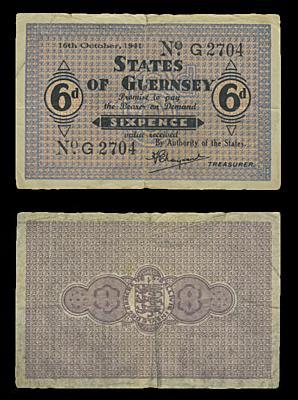 16th October, 1941
No. G 2704
STATES
OF GUERNSEY
6d
Promise to pay
the Bearer on Demand
6d
SIXPENCE
value received
No. G 2704
By Authority of the States.
TREASURER.